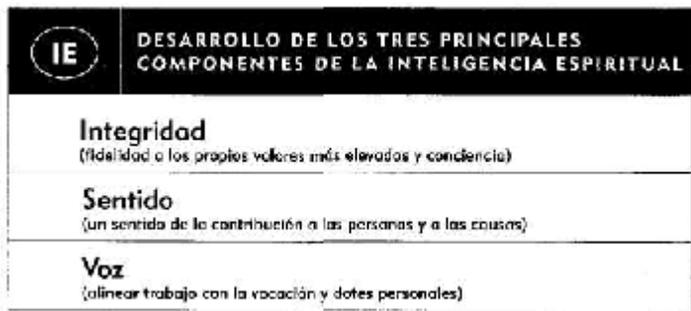 IE
DESARROLLO DE LOS TRES PRINCIPALES
COMPONENTES DE LA INTELIGENCIA ESPIRITUAL
Integridad
(fidelidad a los propios valores más elevados y conciencia)
Sentido
(un sentido de la contribución a las personas y a las causas)
Voz
(alinear trabajo con la vocación y dotes personales)